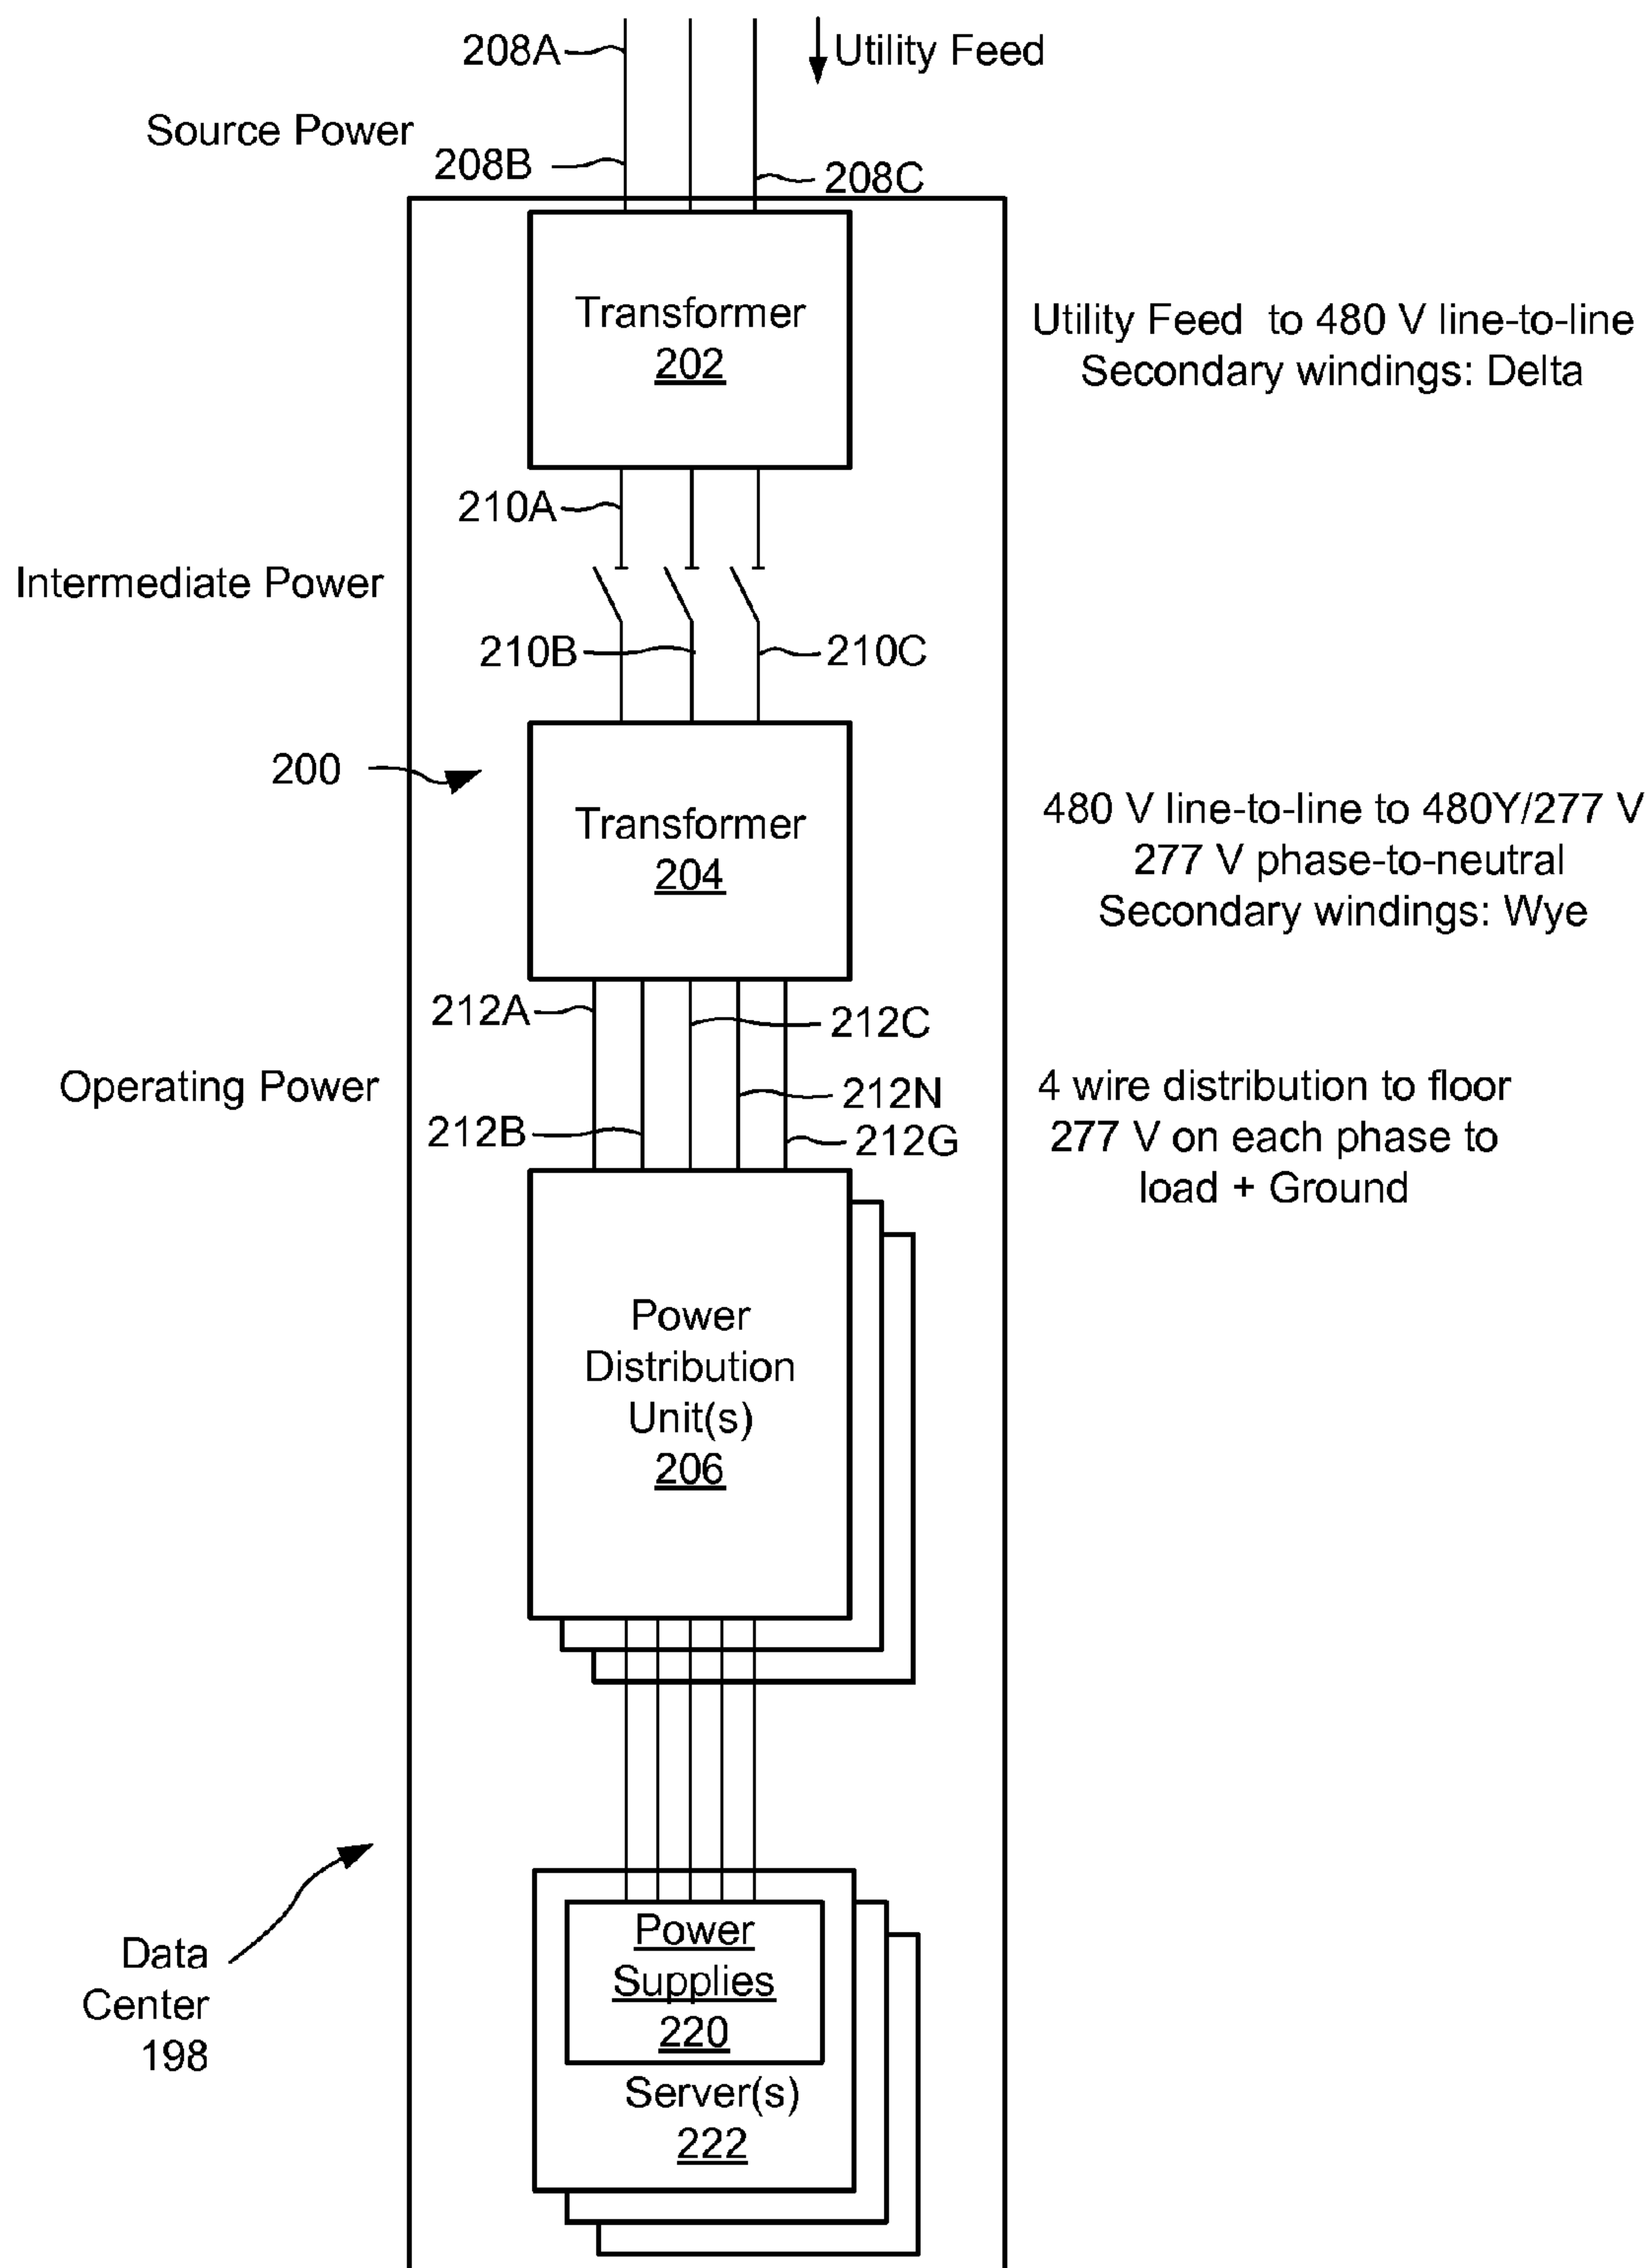 208A
Utility Feed
Source Power
208B
208C
Transformer
202
Utility Feed to 480 V line-to-line
Secondary windings: Delta
210A
Intermediate Power
210B
210C
200
Transformer
204
480 V line-to-line to 480Y/277 V
277 V phase-to-neutral
Secondary windings: Wye
212A
212C
Operating Power
212N
212B
212G
4 wire distribution to floor
277 V on each phase to
load + Ground
Power
Distribution
Unit(s)
206
Data
Center
198
Power
Supplies
220
Server(s)
222